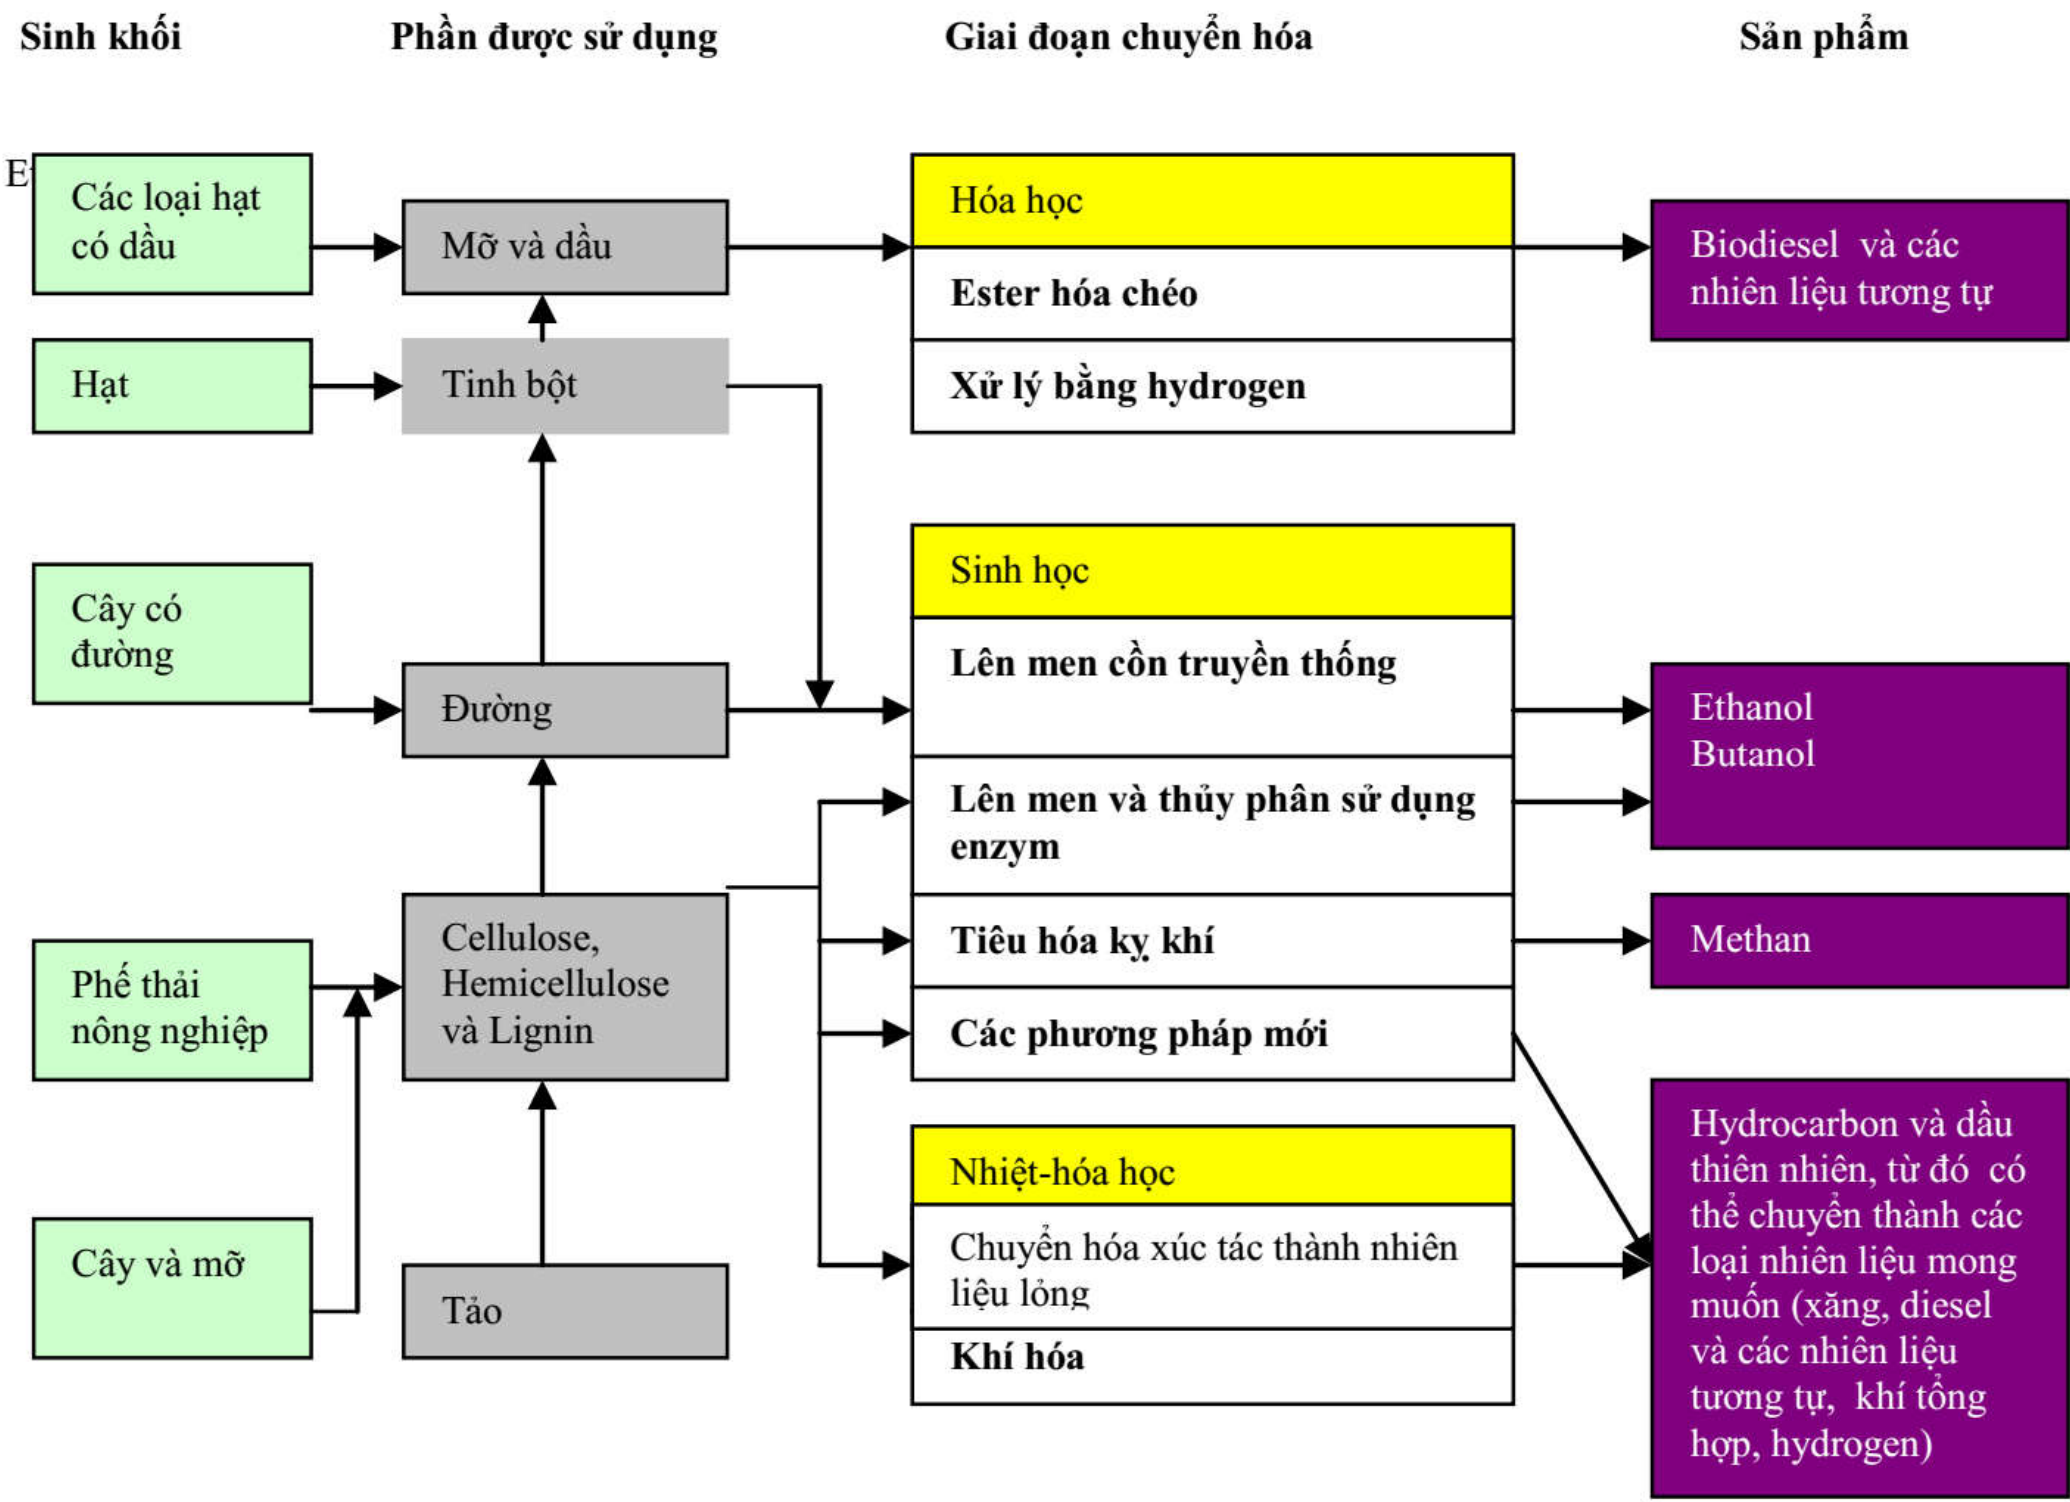 Sinh khối
Phần được sử dụng
Giai đoạn chuyển hóa
Sản phẩm
Các loại hạt
có dầu
Mỡ và dầu
Hóa học
Ester hóa chéo
Xử lý bằng hydrogen
Biodiesel và các
nhiên liệu tương tự
Hạt
Tinh bột
Cây có
đường
Đường
Sinh học
Lên men cồn truyền thống
Lên men và thủy phân sử dụng
enzym
Tiêu hóa kỵ khí
Các phương pháp mới
Ethanol
Butanol
Methan
Phế thải
nông nghiệp
Cellulose,
Hemicellulose
và Lignin
Cây và mỡ
Tảo
Nhiệt-hóa học
Chuyển hóa xúc tác thành nhiên
liệu lỏng
Khí hóa
Hydrocarbon và dầu
thiên nhiên, từ đó có
thể chuyển thành các
loại nhiên liệu mong
muốn (xăng, diesel
và các nhiên liệu
tương tự, khí tổng
hợp, hydrogen)